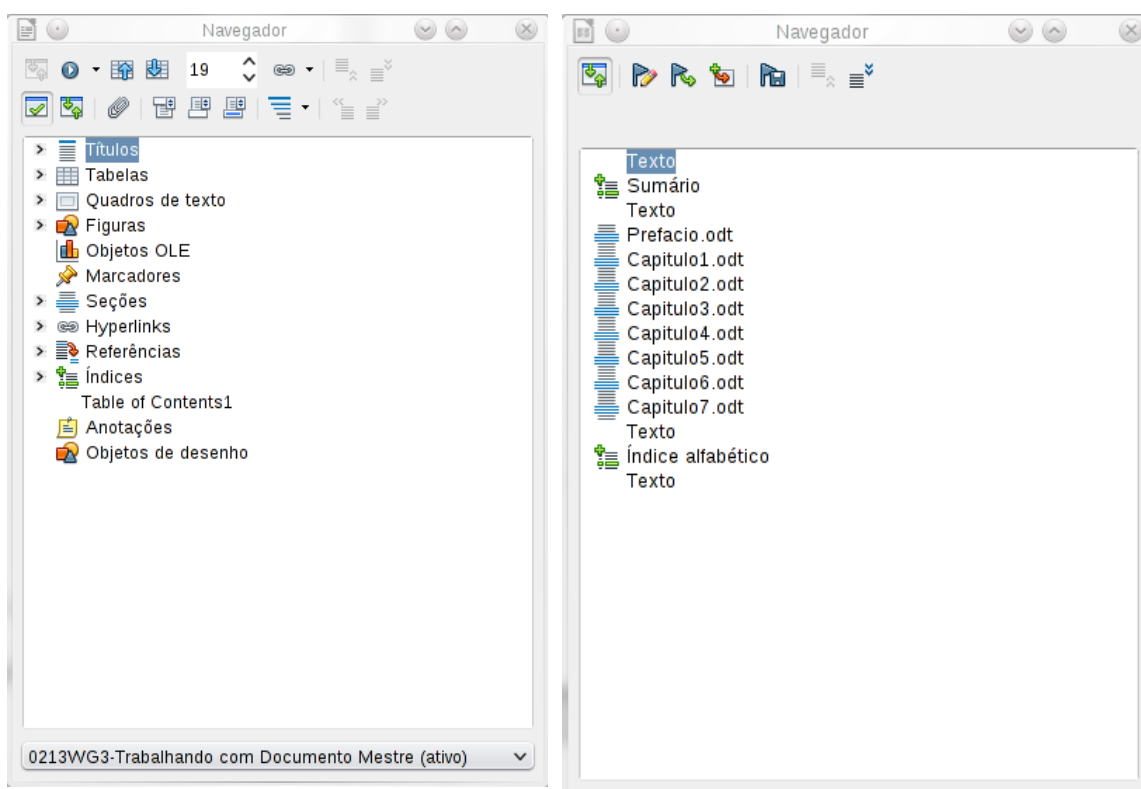 Navegador
19
Títulos
Tabelas
Quadros de texto
Figuras
Objetos OLE
Marcadores
Seções
Hyperlinks
Referências
Índices
Table of Contents1
Anotações
Objetos de desenho
0213WG3-Trabalhando com Documento Mestre (ativo)
Navegador
Texto
Sumário
Texto
Prefacio.odt
Capitulo1.odt
Capitulo2.odt
Capitulo3.odt
Capitulo4.odt
Capitulo5.odt
Capitulo6.odt
Capitulo7.odt
Texto
Índice alfabético
Texto